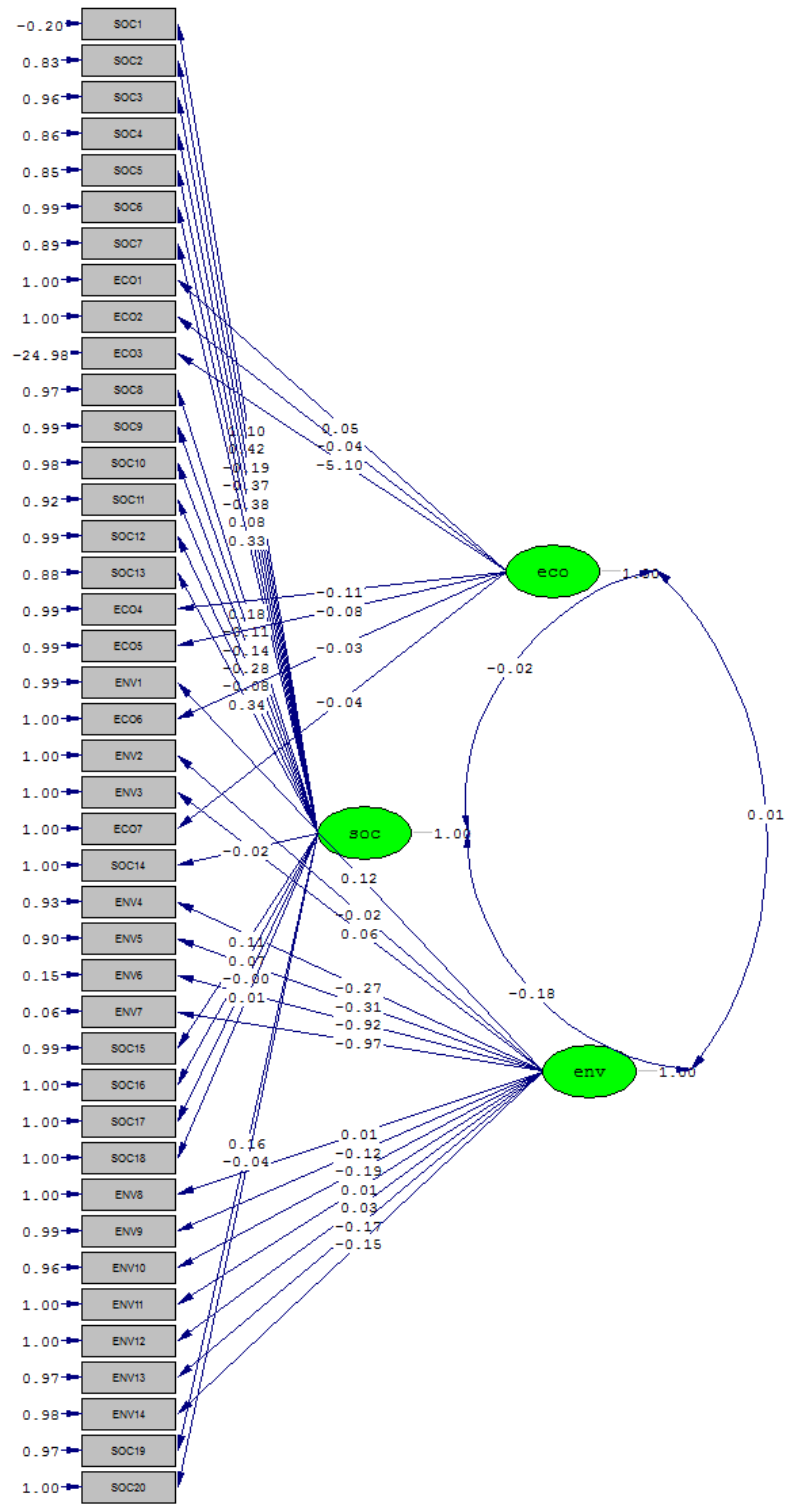 -0.20 SOC1
0.83 SOC2
0.96 SOC3
0.86 SOC4
0.85 SOC5
0.99 SOC6
0.89 SOC7
1.00 ECO1
1.00 ECO2
-24.98 ECO3
0.97 SOC8
0.99 SOC9
0.98 SOC10
0.92 SOC11
0.99 SOC12
0.88 SOC13
0.99 ECO4
0.99 ECO5
0.99 ENV1
1.00 ECO6
1.00 ENV2
1.00 ENV3
1.00 ECO7
1.00 SOC14
0.93 ENV4
0.90 ENV5
0.15 ENV6
0.06 ENV7
0.99 SOC15
1.00 SOC16
1.00 SOC17
1.00 SOC18
1.00 ENV8
0.99 ENV9
0.96 ENV10
1.00 ENV11
1.00 ENV12
0.97 ENV13
0.98 ENV14
0.97 SOC19
1.00 SOC20
1.10
0.42
-0.19
-0.37
-0.38
0.08
0.33
0.18
-0.11
-0.14
-0.28
-0.08
0.34
-0.02
0.11
0.07
-0.00
0.01
0.16
-0.04
0.05
-0.04
-5.10
-0.11
-0.08
-0.03
-0.04
0.12
-0.02
0.06
-0.27
-0.31
-0.92
-0.97
0.01
-0.12
-0.19
0.01
0.03
-0.17
-0.15
eco 1.00
soc 1.00
env 1.00
-0.02
-0.18
0.01